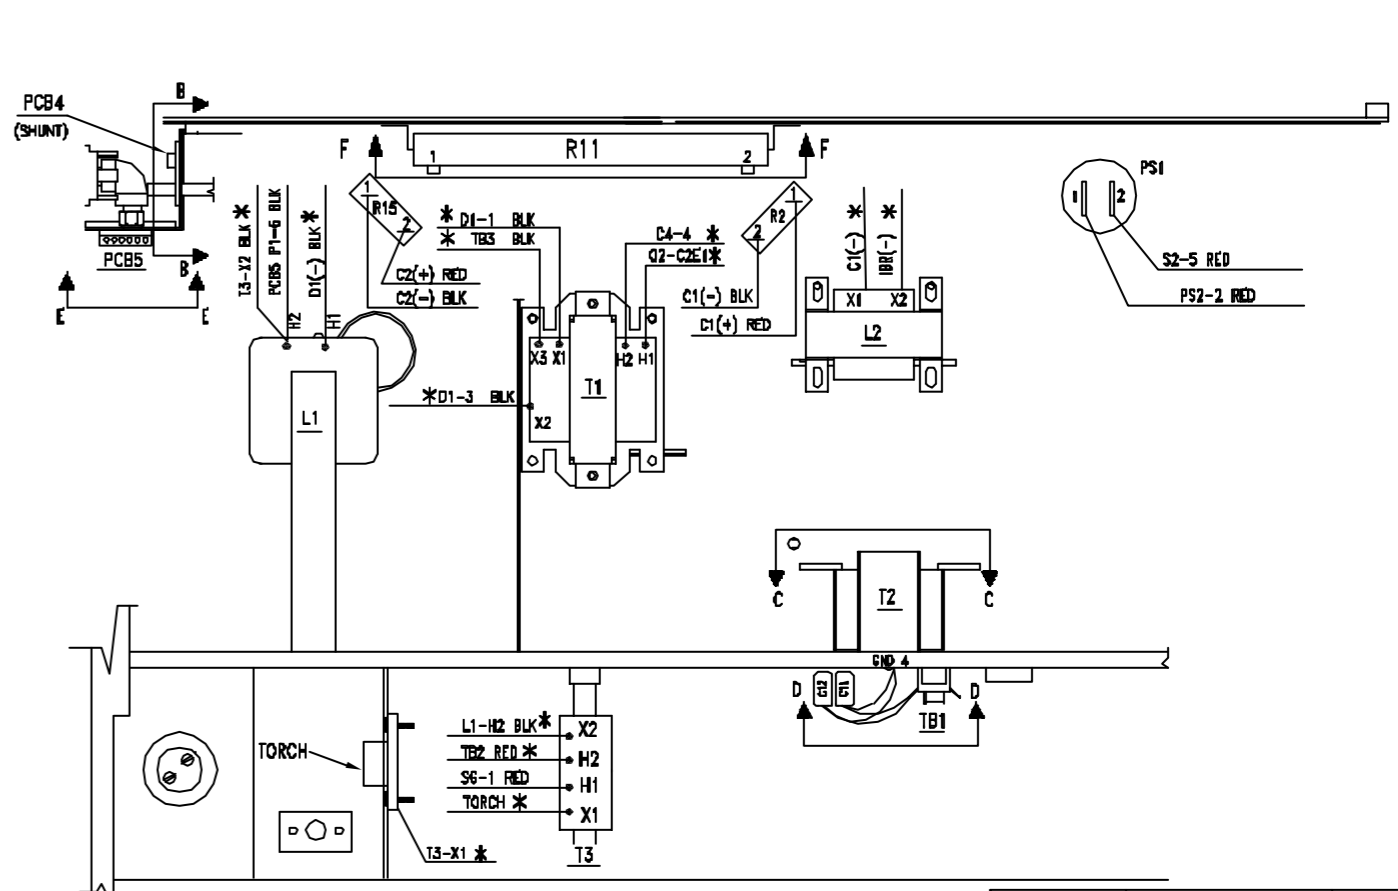 PCB4
(SHUNT)
B
F
R11
1
2
F
PS1
1
2
S2-5 RED
PS2-2 RED
PCB5
B
E
E
T3-X2 BLK *
PCB5 P1-6 BLK
D1(-) BLK *
H2
H1
L1
1
R15
2
C2(+) RED
C2(-) BLK
* D1-1 BLK
* TB3 BLK
C4-4 *
1
R2
2
C1(-) BLK
C1(+) RED
C1(-) *
IBR(-) *
X1
X2
L2
X3
X1
H2
H1
T1
*D1-3 BLK
X2
C
T2
C
GND 4
D
D
TB1
TORCH
T3-X1 *
L1-H2 BLK*
TB2 RED *
S6-1 RED
TORCH *
X2
H2
H1
X1
T3